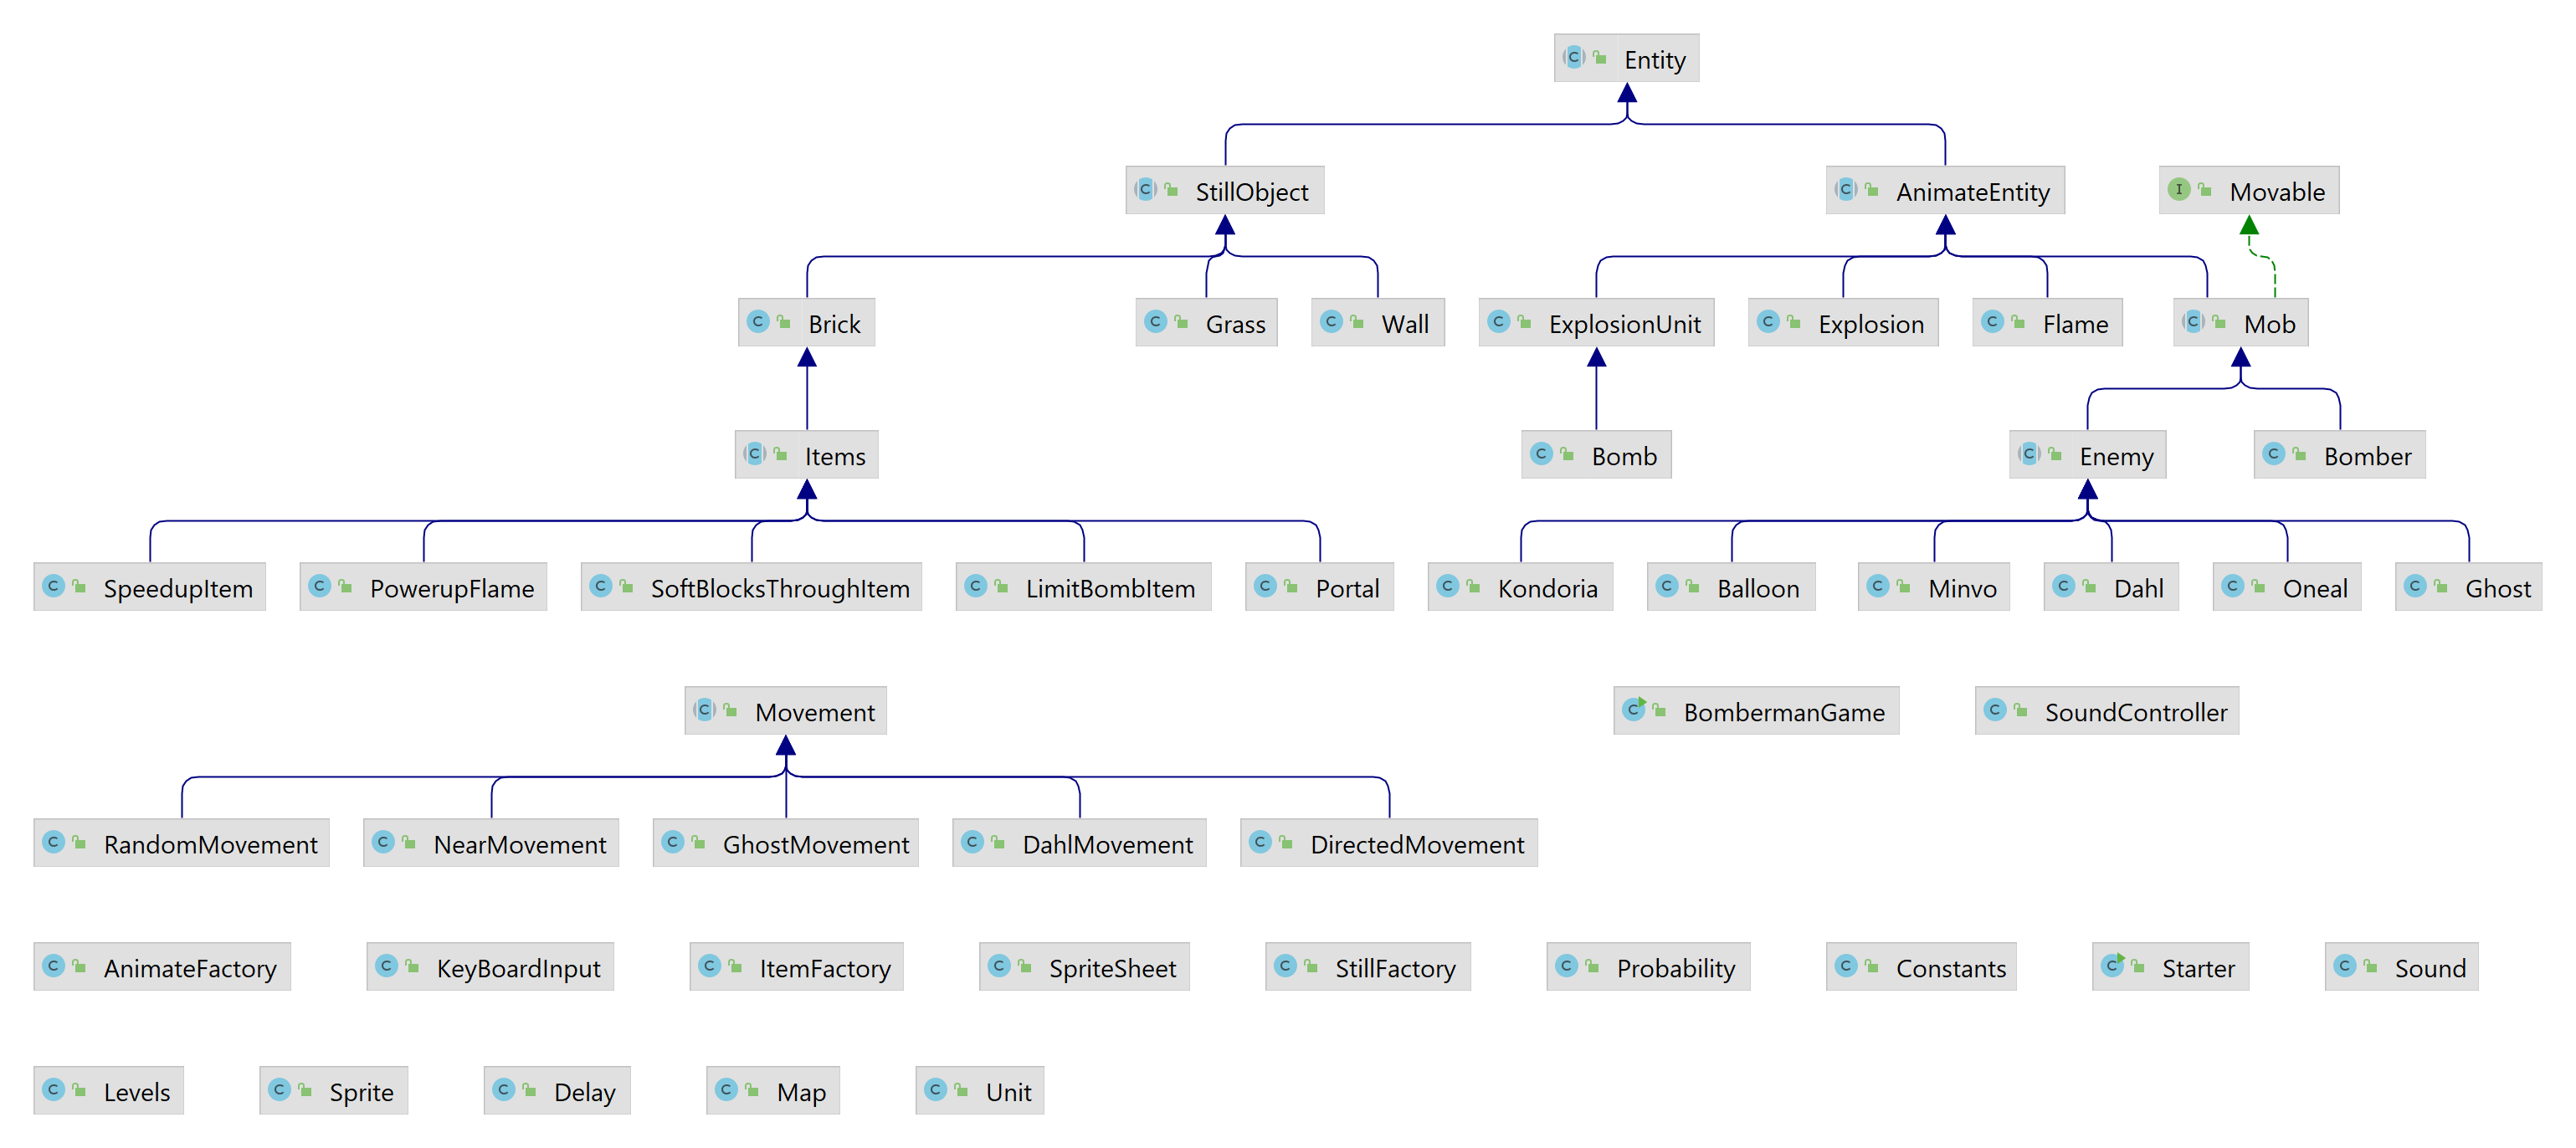 Entity
StillObject
AnimateEntity
Movable
Brick
Grass
Wall
ExplosionUnit
Explosion
Flame
Mob
Items
Bomb
Enemy
Bomber
SpeedupItem
PowerupFlame
SoftBlocksThroughItem
LimitBombItem
Portal
Kondoria
Balloon
Minvo
Dahl
Oneal
Ghost
Movement
BombermanGame
SoundController
RandomMovement
NearMovement
GhostMovement
DahlMovement
DirectedMovement
AnimateFactory
KeyBoardInput
ItemFactory
SpriteSheet
StillFactory
Probability
Constants
Starter
Sound
Levels
Sprite
Delay
Map
Unit